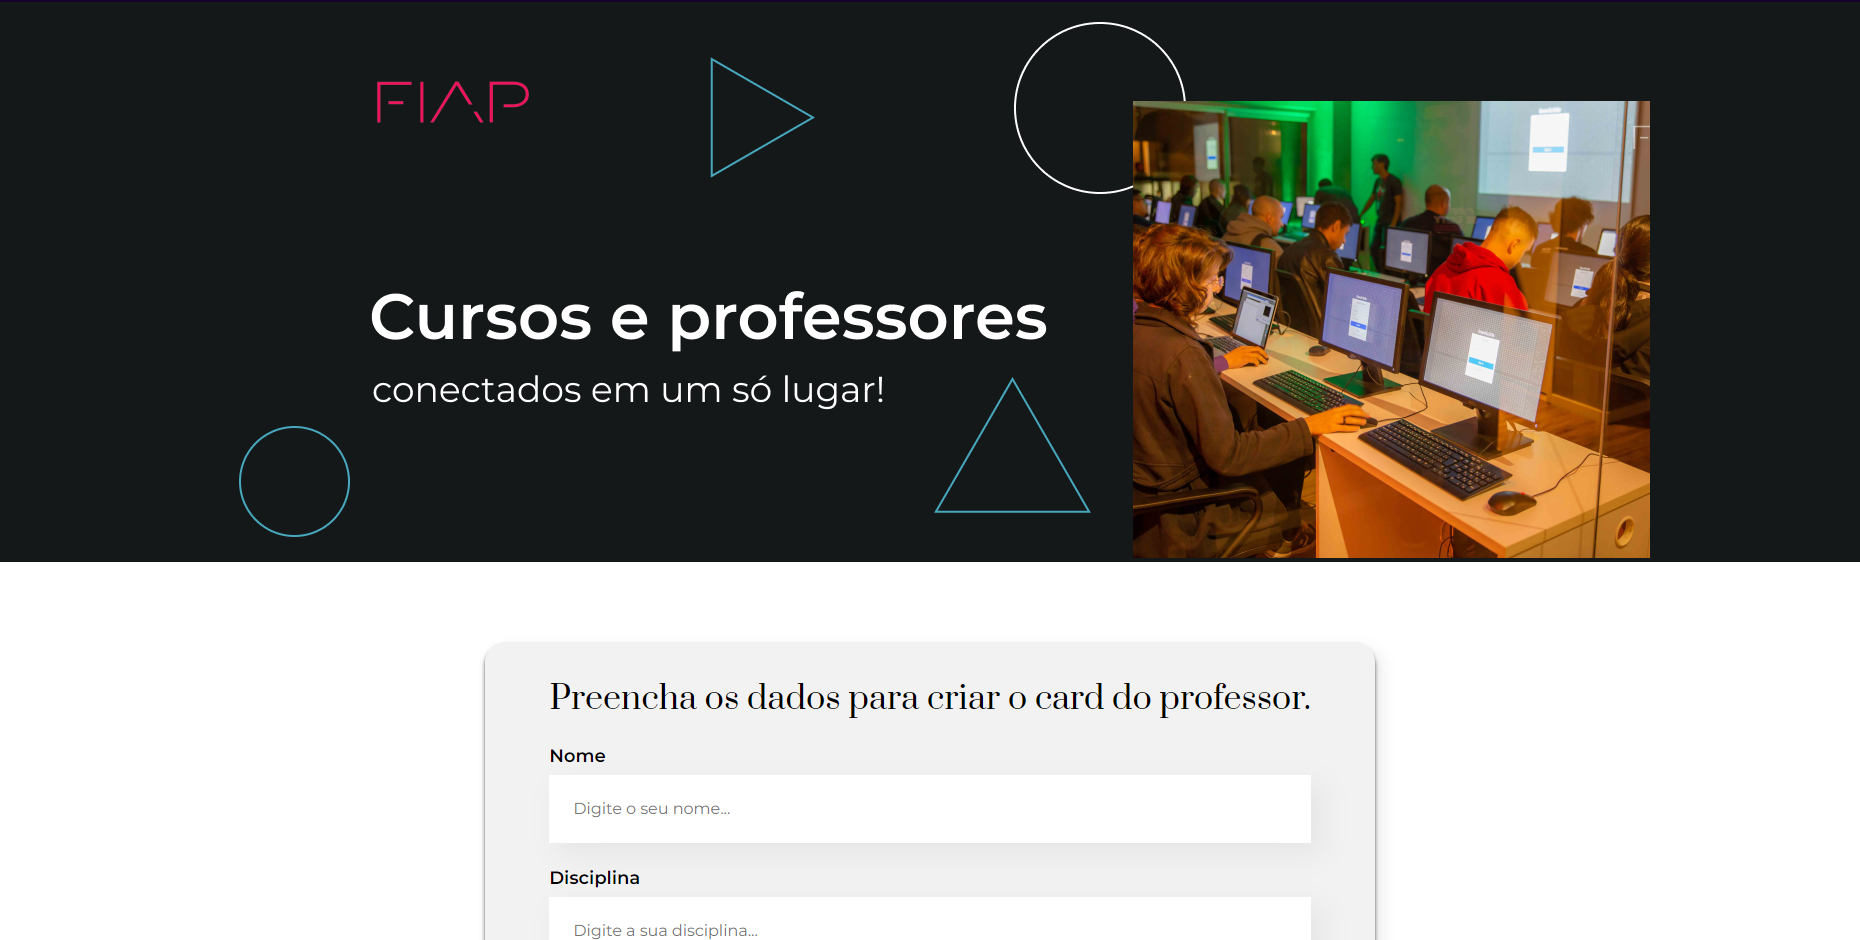 FIAP
Cursos e professores
conectados em um só lugar!
Preencha os dados para criar o card do professor.
Nome
Digite o seu nome...
Disciplina
Digite a sua disciplina...